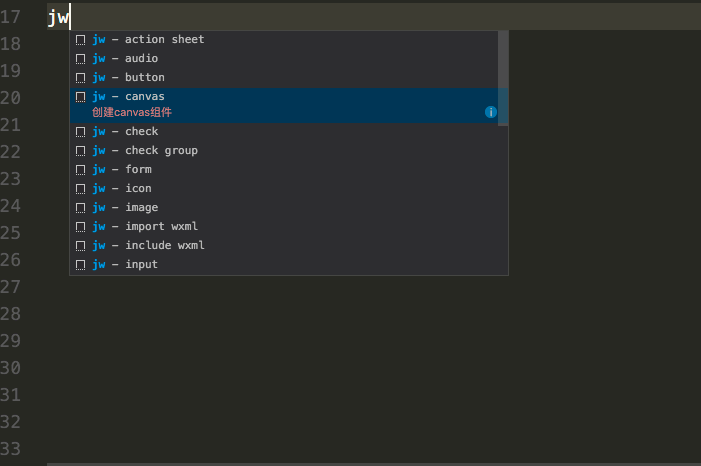 17 jw
18 jw – action sheet
jw – audio
19
jw – button
20 jw – canvas
创建canvas组件
21
jw – check
22 jw – check group
23 jw – form
jw – icon
24 jw – image
25 jw – import wxml
jw – include wxml
26 jw – input
27
28
29
30
31
32
33